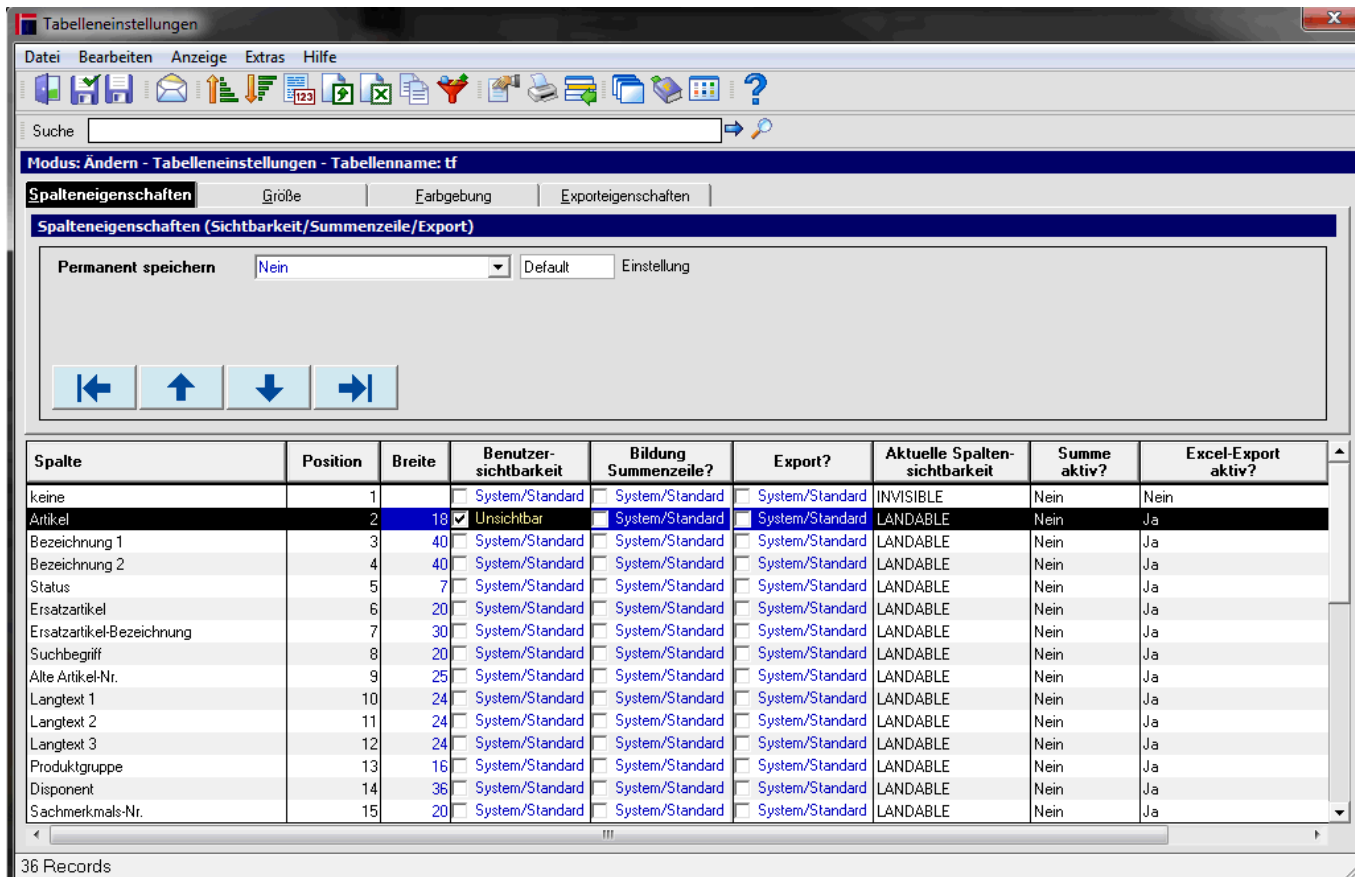 Tabelleneinstellungen
Datei Bearbeiten Anzeige Extras Hilfe
123
Suche
Modus: Ändern - Tabelleneinstellungen - Tabellenname: tf
Spalteneigenschaften Größe Farbgebung Exporteigenschaften
Spalteneigenschaften (Sichtbarkeit/Summenzeile/Export)
Permanent speichern Nein Default Einstellung
Spalte Position Breite Benutzer-sichtbarkeit Bildung Summenzeile? Export? Aktuelle Spalten-sichtbarkeit Summe aktiv? Excel-Export aktiv?
keine 1 System/Standard System/Standard System/Standard INVISIBLE Nein Nein
Artikel 2 18 Unsichtbar System/Standard System/Standard LANDABLE Nein Ja
Bezeichnung 1 3 40 System/Standard System/Standard System/Standard LANDABLE Nein Ja
Bezeichnung 2 4 40 System/Standard System/Standard System/Standard LANDABLE Nein Ja
Status 5 7 System/Standard System/Standard System/Standard LANDABLE Nein Ja
Ersatzartikel 6 20 System/Standard System/Standard System/Standard LANDABLE Nein Ja
Ersatzartikel-Bezeichnung 7 30 System/Standard System/Standard System/Standard LANDABLE Nein Ja
Suchbegriff 8 20 System/Standard System/Standard System/Standard LANDABLE Nein Ja
Alte Artikel-Nr. 9 25 System/Standard System/Standard System/Standard LANDABLE Nein Ja
Langtext 1 10 24 System/Standard System/Standard System/Standard LANDABLE Nein Ja
Langtext 2 11 24 System/Standard System/Standard System/Standard LANDABLE Nein Ja
Langtext 3 12 24 System/Standard System/Standard System/Standard LANDABLE Nein Ja
Produktgruppe 13 16 System/Standard System/Standard System/Standard LANDABLE Nein Ja
Disponent 14 36 System/Standard System/Standard System/Standard LANDABLE Nein Ja
Sachmerkmals-Nr. 15 20 System/Standard System/Standard System/Standard LANDABLE Nein Ja
36 Records